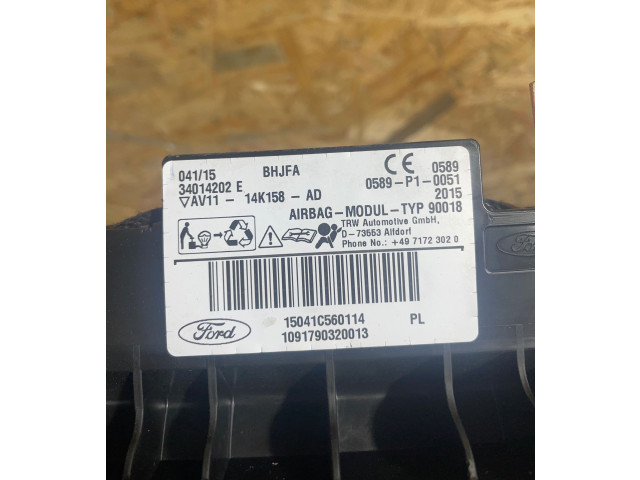 041/15 BHJFA CE 0589
34014202 E 0589-P1-0051
▽AV11 - 14K158 - AD 2015
AIRBAG-MODUL-TYP 90018
TRW Automotive GmbH,
D-73553 Alfdorf
Phone No.: +49 7172 302 0
15041C560114 PL
1091790320013
Ford
Ford